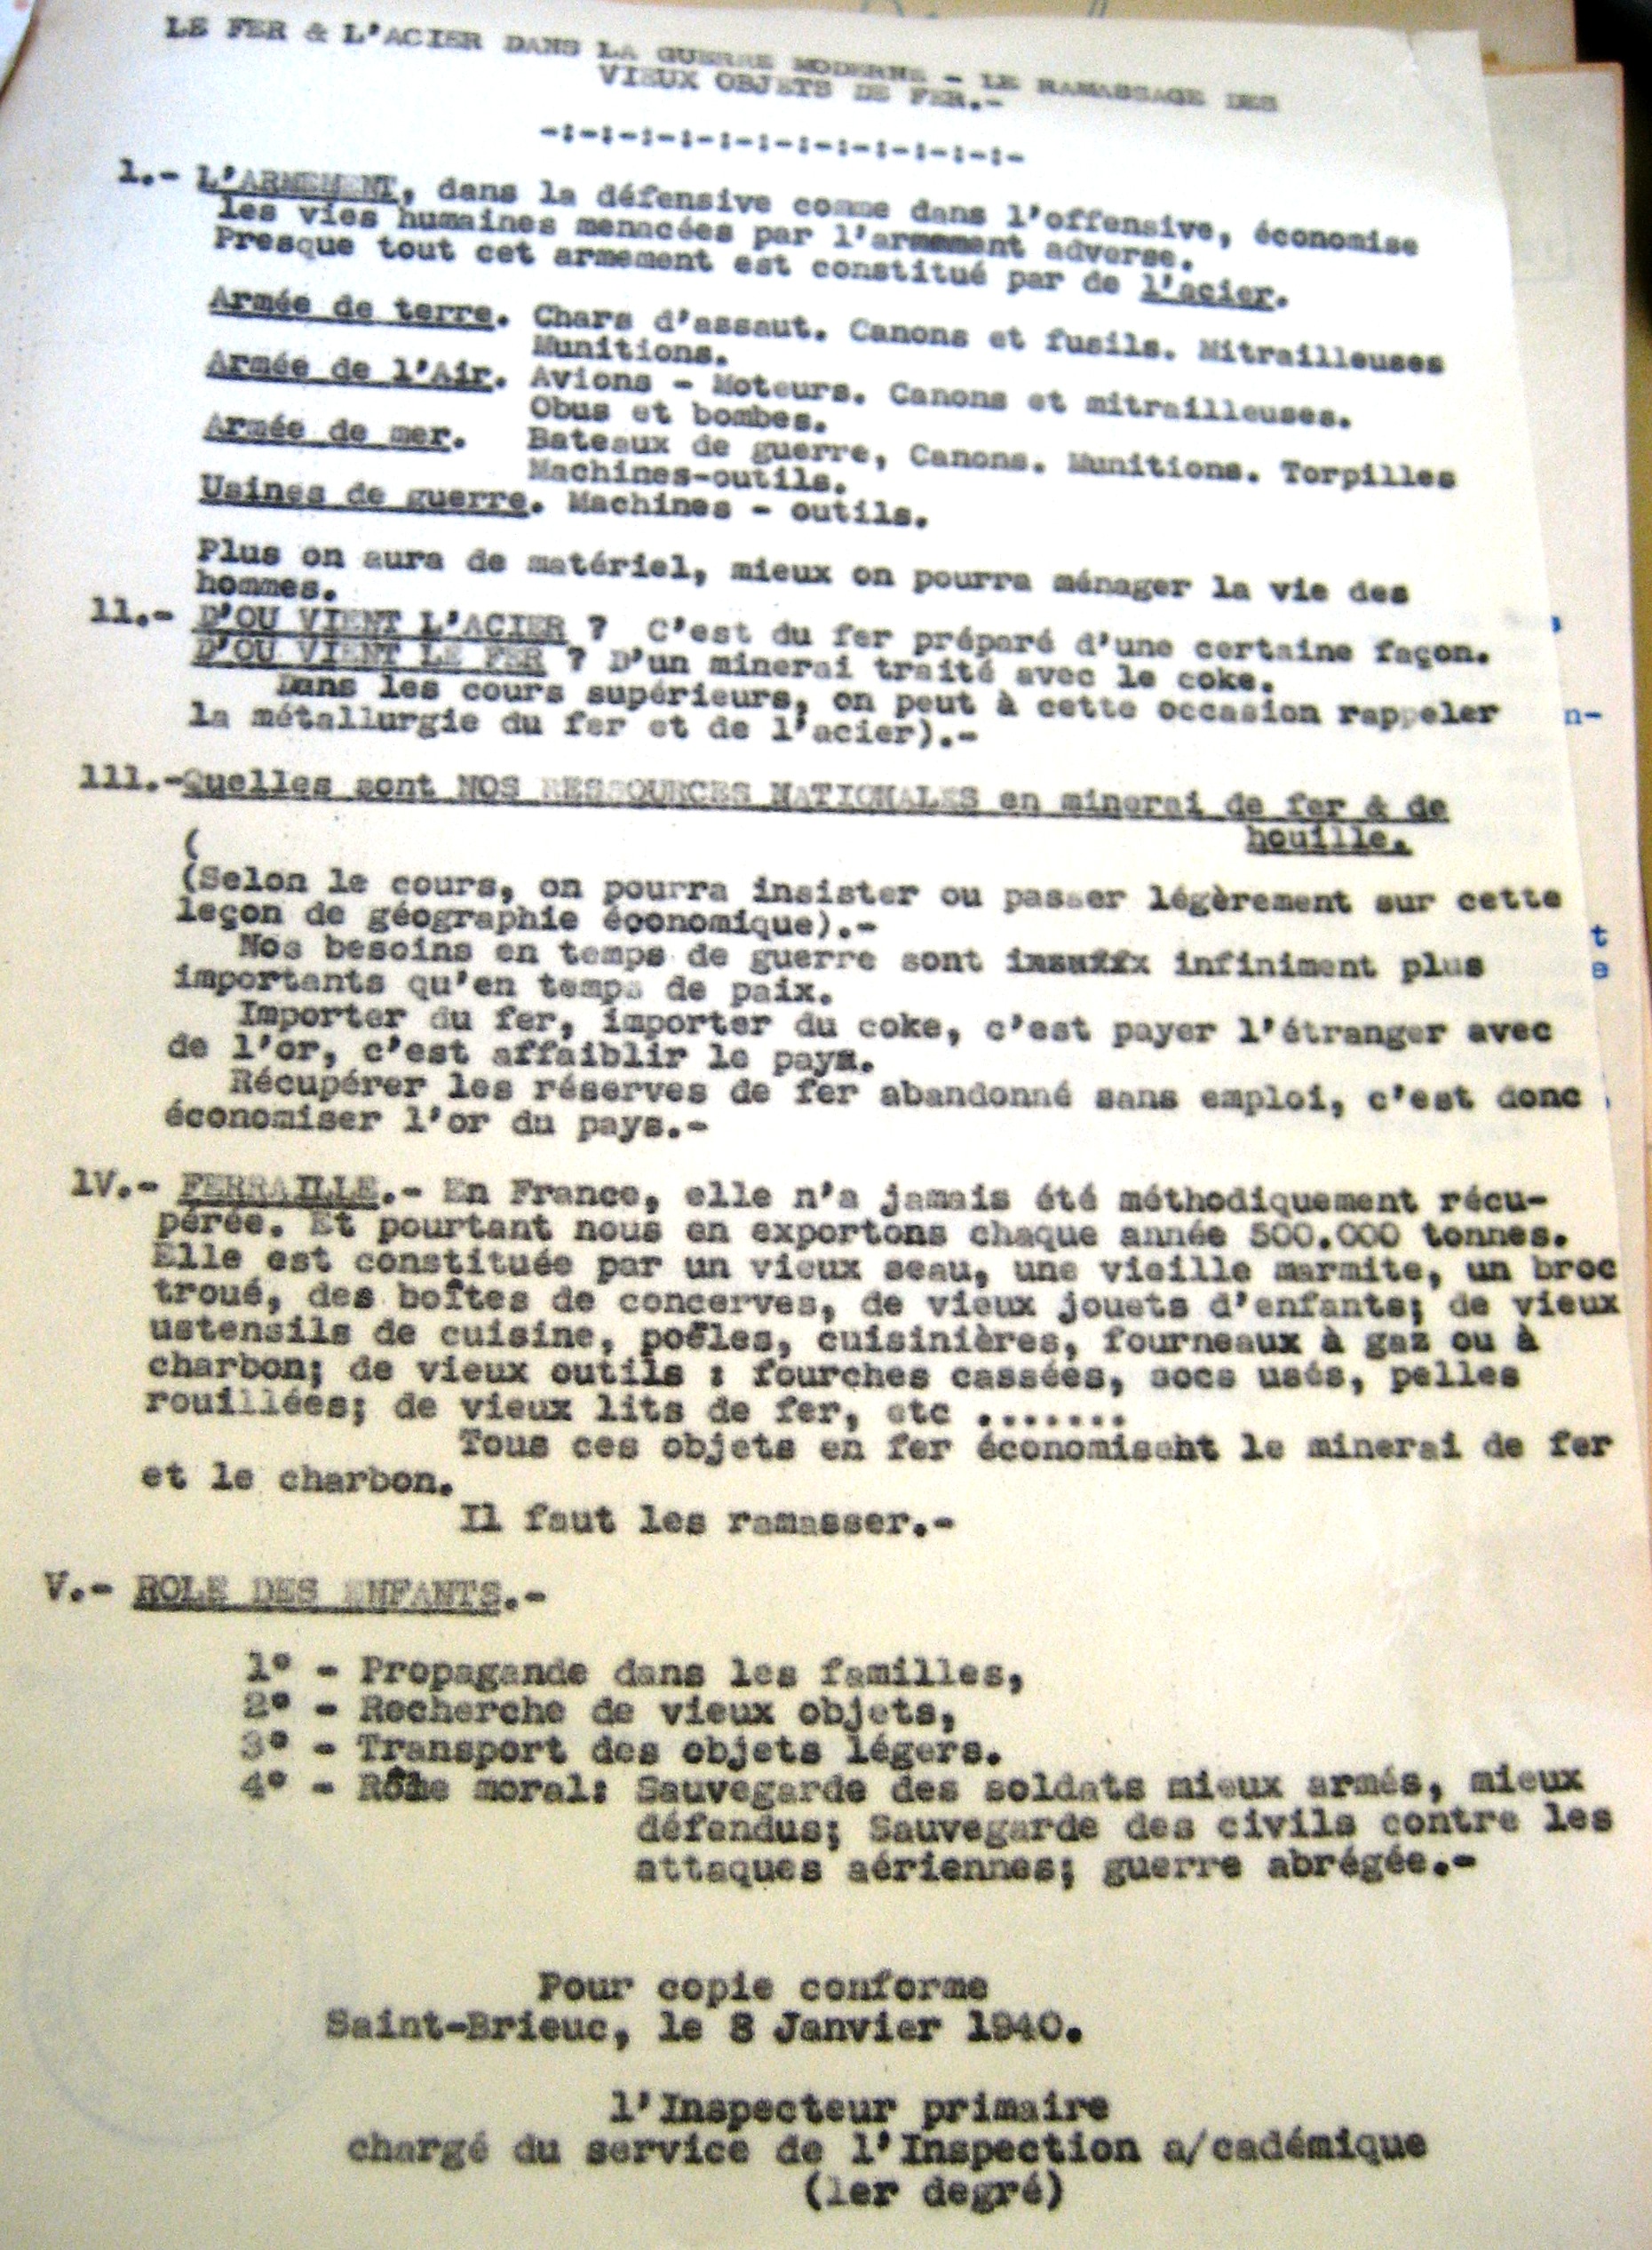 LE FER & L'ACIER DANS LA GUERRE MODERNE - LE RAMASSAGE DES
VIEUX OBJETS DE FER.-
-:-:-:-:-:-:-:-:-:-:-:-:-
1.- L'ARMEMENT, dans la défensive comme dans l'offensive, économise
les vies humaines menacées par l'armement adverse.
Presque tout cet armement est constitué par de l'acier.
Armée de terre. Chars d'assaut. Canons et fusils. Mitrailleuses
Munitions.
Armée de l'Air. Avions - Moteurs. Canons et mitrailleuses.
Obus et bombes.
Armée de mer. Bateaux de guerre, Canons. Munitions. Torpilles
Machines-outils.
Usines de guerre. Machines - outils.
Plus on aura de matériel, mieux on pourra ménager la vie des
hommes.
11.- D'OU VIENT L'ACIER ? C'est du fer préparé d'une certaine façon.
D'OU VIENT LE FER ? D'un minerai traité avec le coke.
Dans les cours supérieurs, on peut à cette occasion rappeler
la métallurgie du fer et de l'acier).-
111.-Quelles sont NOS RESSOURCES NATIONALES en minerai de fer & de
houille.
(
(Selon le cours, on pourra insister ou passer légèrement sur cette
leçon de géographie économique).-
Nos besoins en temps de guerre sont infiniment plus
importants qu'en temps de paix.
Importer du fer, importer du coke, c'est payer l'étranger avec
de l'or, c'est affaiblir le pays.
Récupérer les réserves de fer abandonné sans emploi, c'est donc
économiser l'or du pays.-
1V.- FERRAILLE.- En France, elle n'a jamais été méthodiquement récu-
pérée. Et pourtant nous en exportons chaque année 500.000 tonnes.
Elle est constituée par un vieux seau, une vieille marmite, un broc
troué, des boîtes de concerves, de vieux jouets d'enfants; de vieux
ustensils de cuisine, poëles, cuisinières, fourneaux à gaz ou à
charbon; de vieux outils : fourches cassées, socs usés, pelles
rouillées; de vieux lits de fer, etc .......
Tous ces objets en fer économisent le minerai de fer
et le charbon.
Il faut les ramasser.-
V.- ROLE DES ENFANTS.-
1° - Propagande dans les familles,
2° - Recherche de vieux objets,
3° - Transport des objets légers.
4° - Rôle moral: Sauvegarde des soldats mieux armés, mieux
défendus; Sauvegarde des civils contre les
attaques aériennes; guerre abrégée.-
Pour copie conforme
Saint-Brieuc, le 8 Janvier 1940.
l'Inspecteur primaire
chargé du service de l'Inspection a/cadémique
(1er degré)